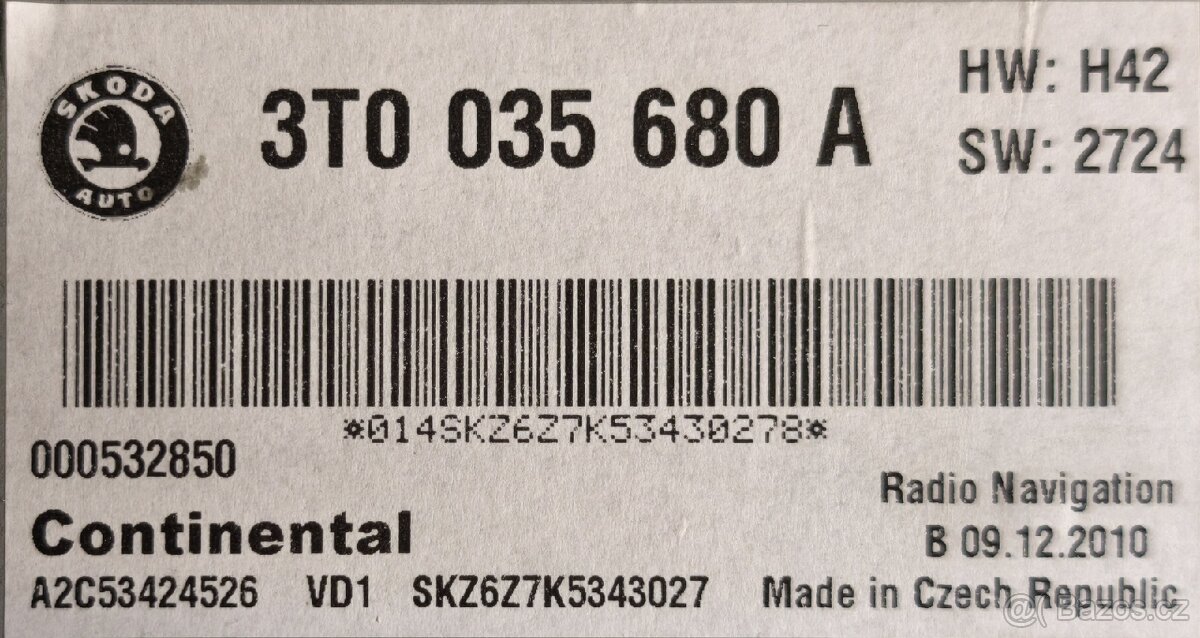 SKODA
AUTO
3T0 035 680 A
HW: H42
SW: 2724
*014SKZ6Z7K53430278*
000532850
Continental
Radio Navigation
B 09.12.2010
A2C53424526 VD1 SKZ6Z7K5343027 Made in Czech Republic
@ Bazos.cz